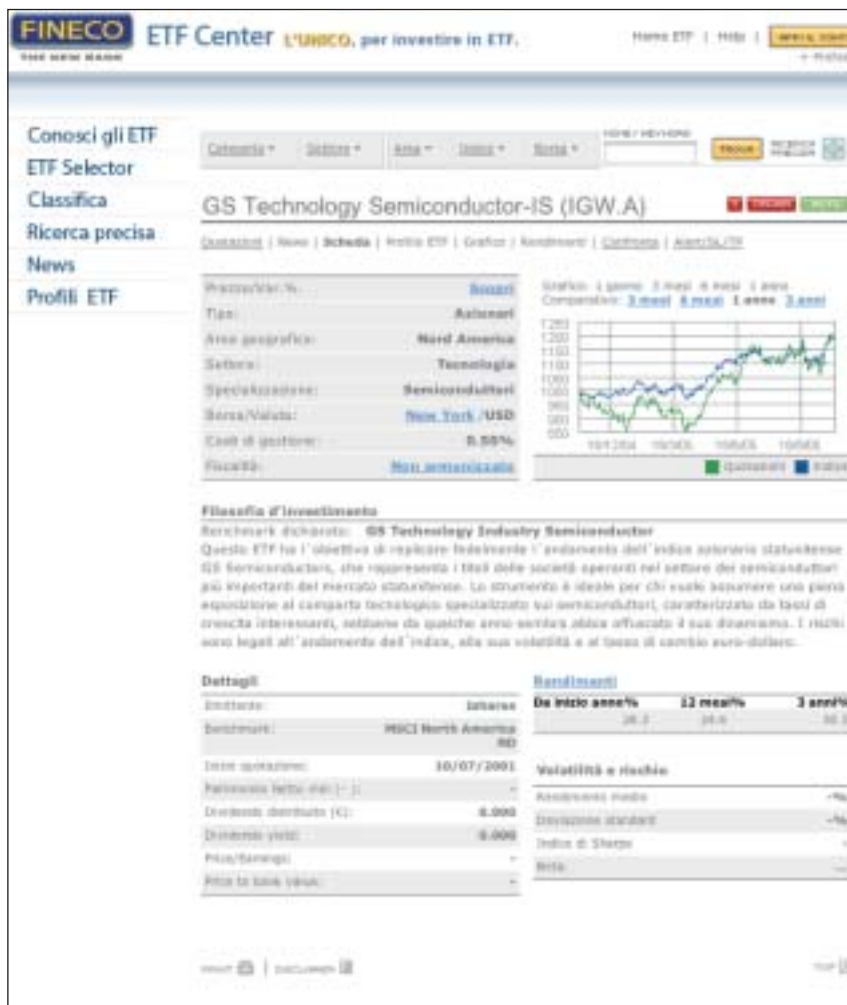 FINECO
THE NEW BANK
ETF Center L'UNICO, per investire in ETF.
Home ETF | Help |
Conosci gli ETF
ETF Selector
Classifica
Ricerca precisa
News
Profili ETF
Categoria Settore Area Indice Borsa
TROVA
GS Technology Semiconductor-IS (IGW.A)
Quotazioni | News | Scheda | Profilo ETF | Grafico | Rendimenti | Confronta | Alert/SL/TP
Prezzo/Var.%: Scopri
Tipo: Azionari
Area geografica: Nord America
Settore: Tecnologia
Specializzazione: Semiconduttori
Borsa/Valuta: New York /USD
Costi di gestione: 0.50%
Fiscalità: Non armonizzato
Grafico: 1 giorno 3 mesi 6 mesi 1 anno
Comparativo: 3 mesi 6 mesi 1 anno 3 anni
Filosofia d'investimento
Benchmark dichiarato: GS Technology Industry Semiconductor
Questo ETF ha l'obiettivo di replicare fedelmente l'andamento dell'indice azionario statunitense
GS Semiconductors, che rappresenta i titoli delle società operanti nel settore dei semiconduttori
più importanti del mercato statunitense. Lo strumento è ideale per chi vuole assumere una piena
esposizione al comparto tecnologico specializzato sui semiconduttori, caratterizzato da tassi di
crescita interessanti, sebbene da qualche anno sembra abbia offuscato il suo dinamismo. I rischi
sono legati all'andamento dell'indice, alla sua volatilità e al tasso di cambio euro-dollaro.
Dettagli
Emittente: Ishares
Benchmark: MSCI North America
RD
Inizio quotazione: 10/07/2001
Patrimonio Netto mln (-): -
Dividendo distribuito (€): 0.000
Dividendo yield: 0.000
Price/Earnings: -
Price to book value: -
Rendimenti
Da inizio anno% 12 mesi% 3 anni%
Volatilità e rischio
Rendimento medio -%
Deviazione standard -%
Indice di Sharpe -
Beta
PRINT | DISCLAIMER
TOP